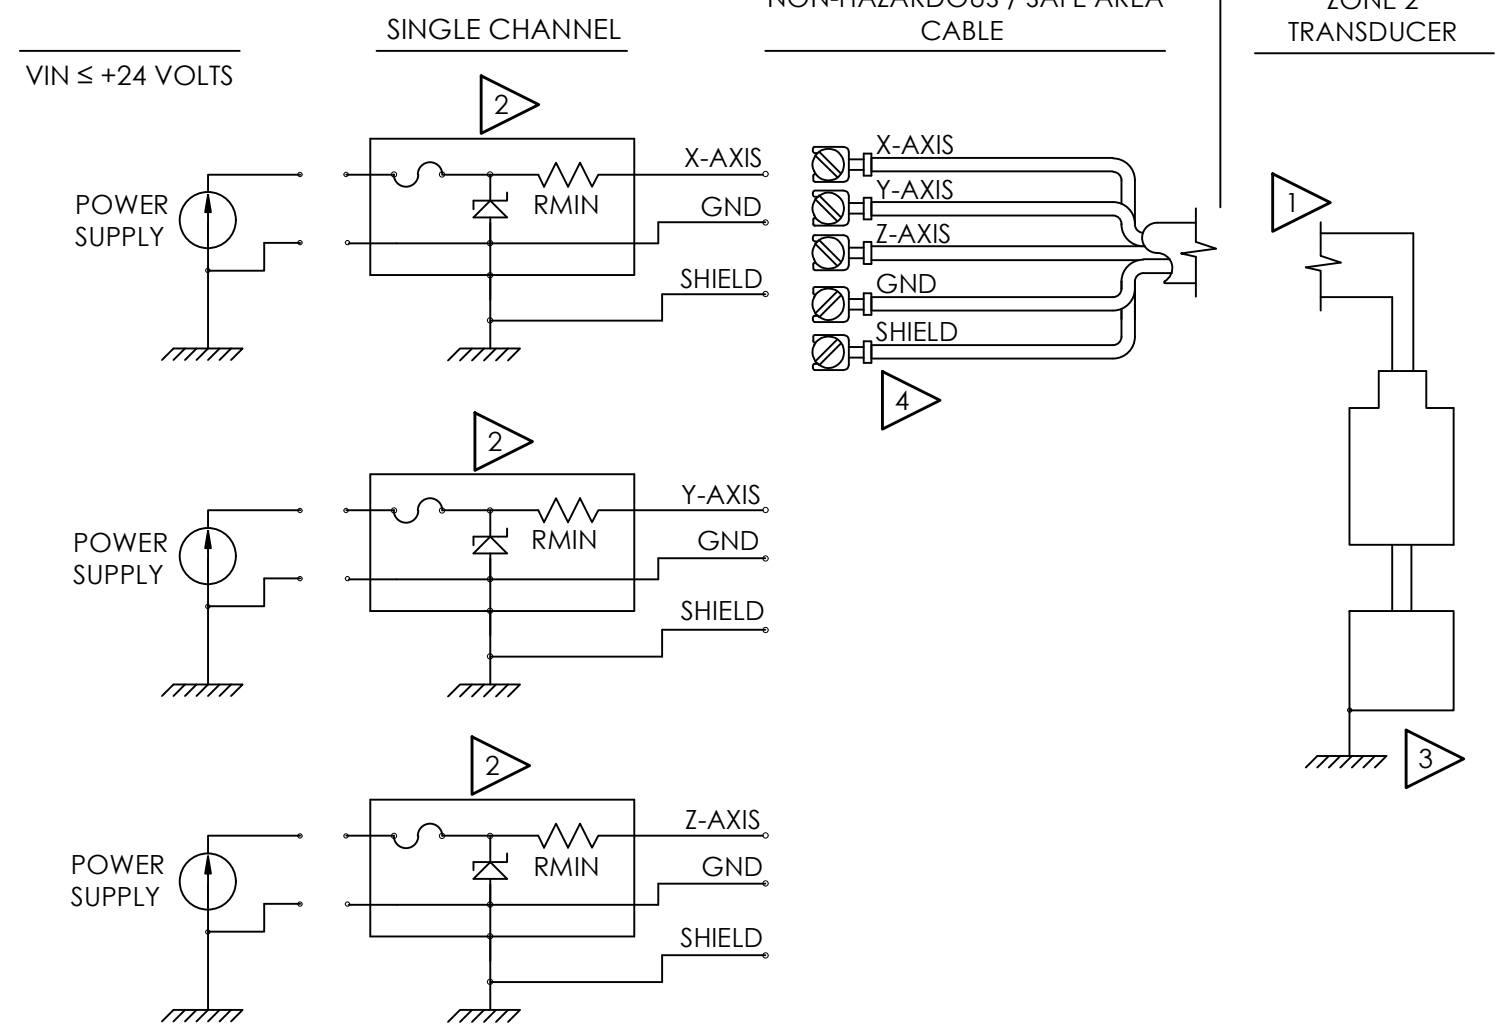 NON-HAZARDOUS / SAFE AREA
CABLE
ZONE 2
TRANSDUCER
SINGLE CHANNEL
VIN ≤ +24 VOLTS
2
X-AXIS
GND
SHIELD
RMIN
POWER
SUPPLY
X-AXIS
Y-AXIS
Z-AXIS
GND
SHIELD
4
1
2
Y-AXIS
GND
SHIELD
RMIN
POWER
SUPPLY
3
2
Z-AXIS
GND
SHIELD
RMIN
POWER
SUPPLY